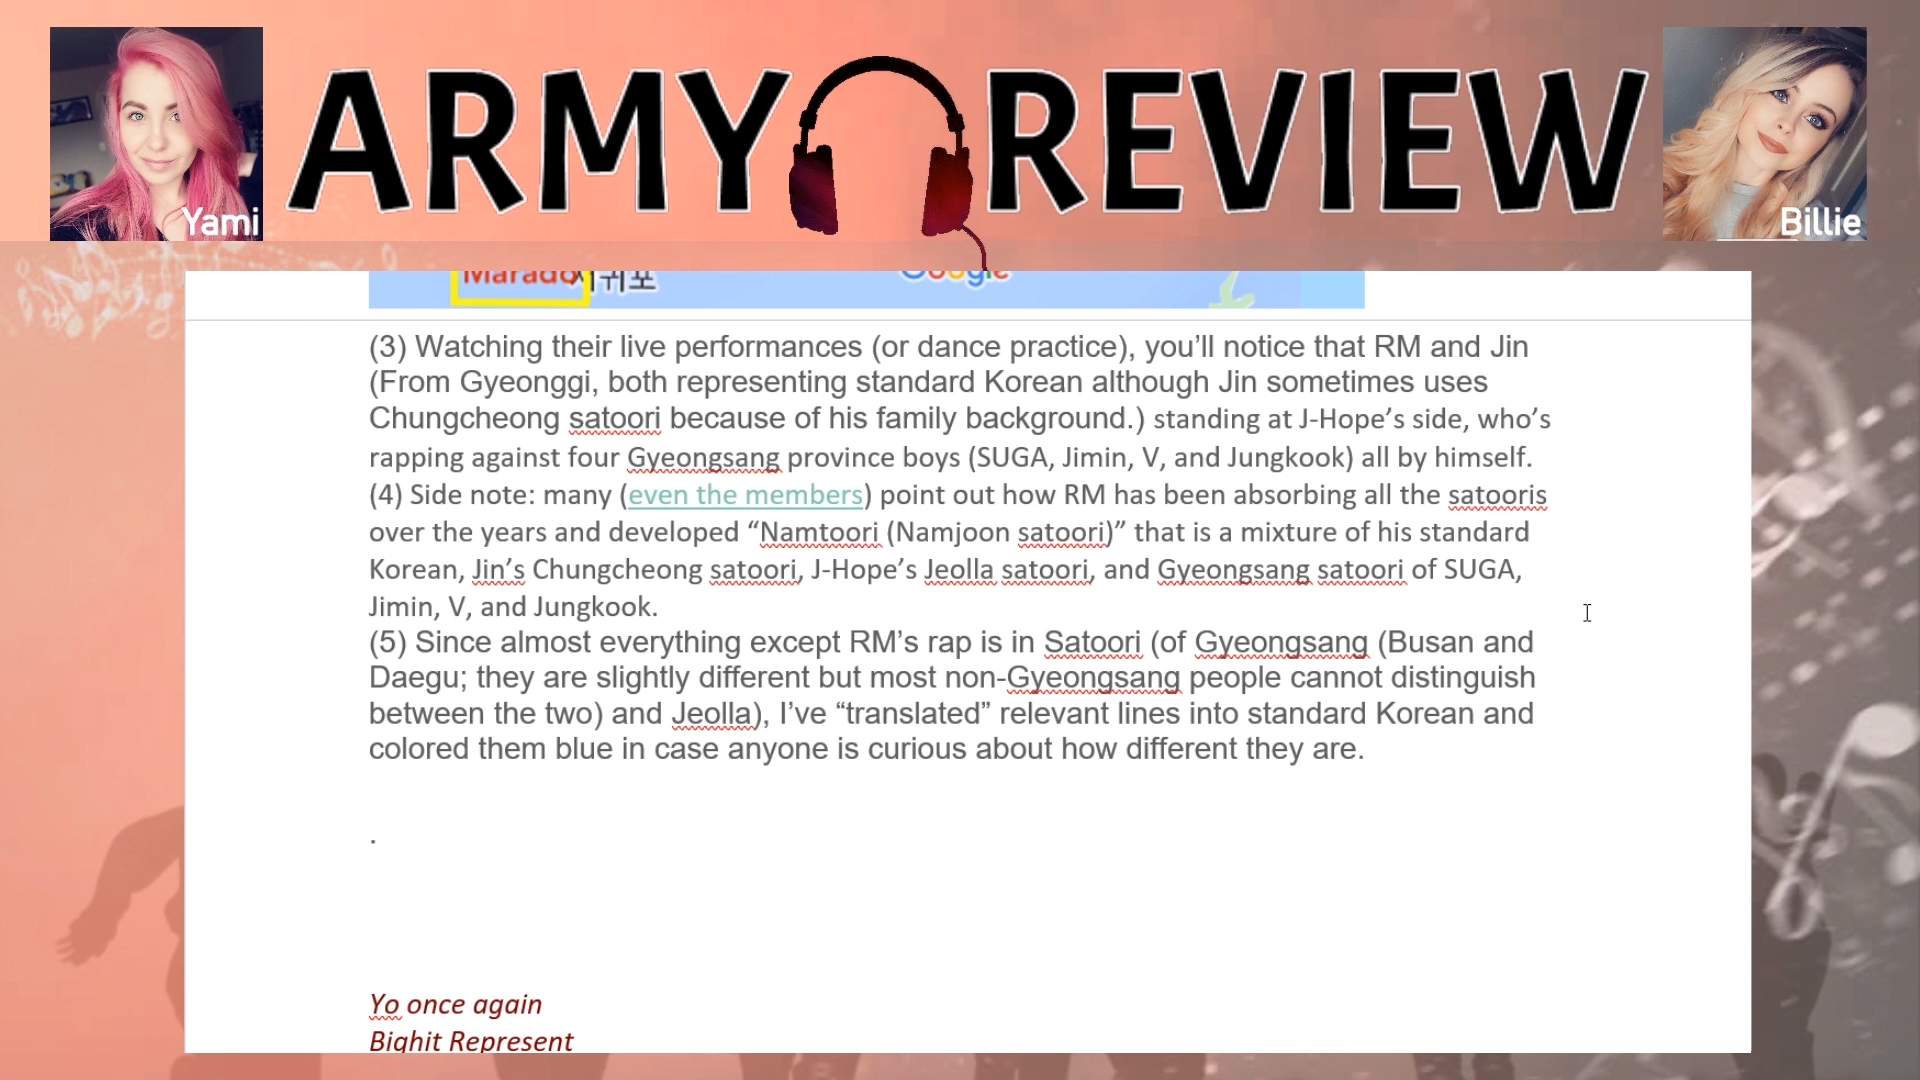 ARMY REVIEW
Yami
Billie
Marado
서귀포
Google
(3) Watching their live performances (or dance practice), you’ll notice that RM and Jin
(From Gyeonggi, both representing standard Korean although Jin sometimes uses
Chungcheong satoori because of his family background.) standing at J-Hope’s side, who’s
rapping against four Gyeongsang province boys (SUGA, Jimin, V, and Jungkook) all by himself.
(4) Side note: many (even the members) point out how RM has been absorbing all the satooris
over the years and developed “Namtoori (Namjoon satoori)” that is a mixture of his standard
Korean, Jin’s Chungcheong satoori, J-Hope’s Jeolla satoori, and Gyeongsang satoori of SUGA,
Jimin, V, and Jungkook.
(5) Since almost everything except RM’s rap is in Satoori (of Gyeongsang (Busan and
Daegu; they are slightly different but most non-Gyeongsang people cannot distinguish
between the two) and Jeolla), I’ve “translated” relevant lines into standard Korean and
colored them blue in case anyone is curious about how different they are.
.
Yo once again
Bighit Represent